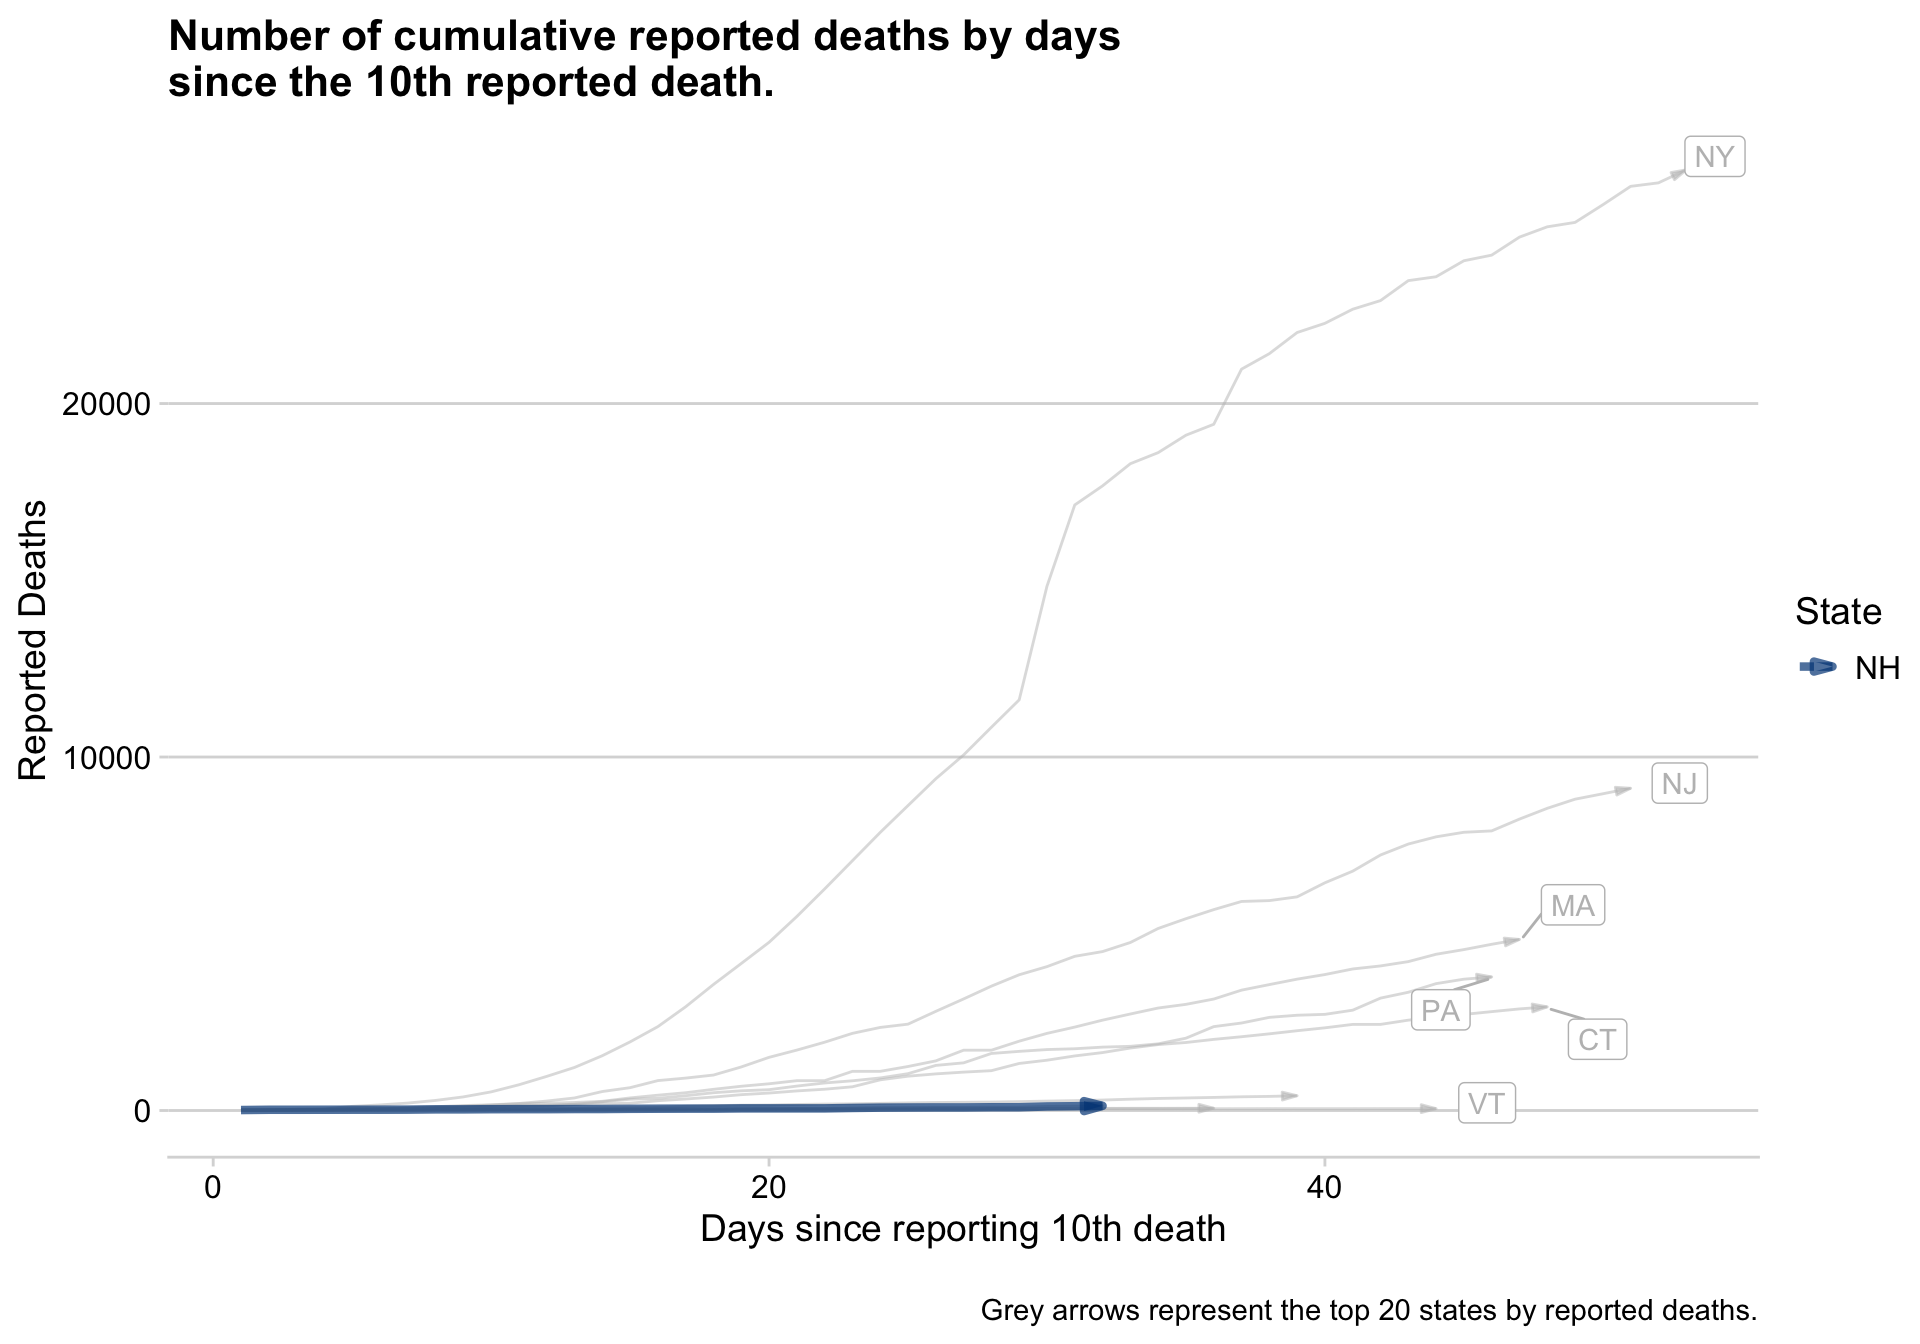 Number of cumulative reported deaths by days
since the 10th reported death.
NY
20000
Reported Deaths
State
NH
10000
NJ
MA
PA
CT
VT
0
0 20 40
Days since reporting 10th death
Grey arrows represent the top 20 states by reported deaths.